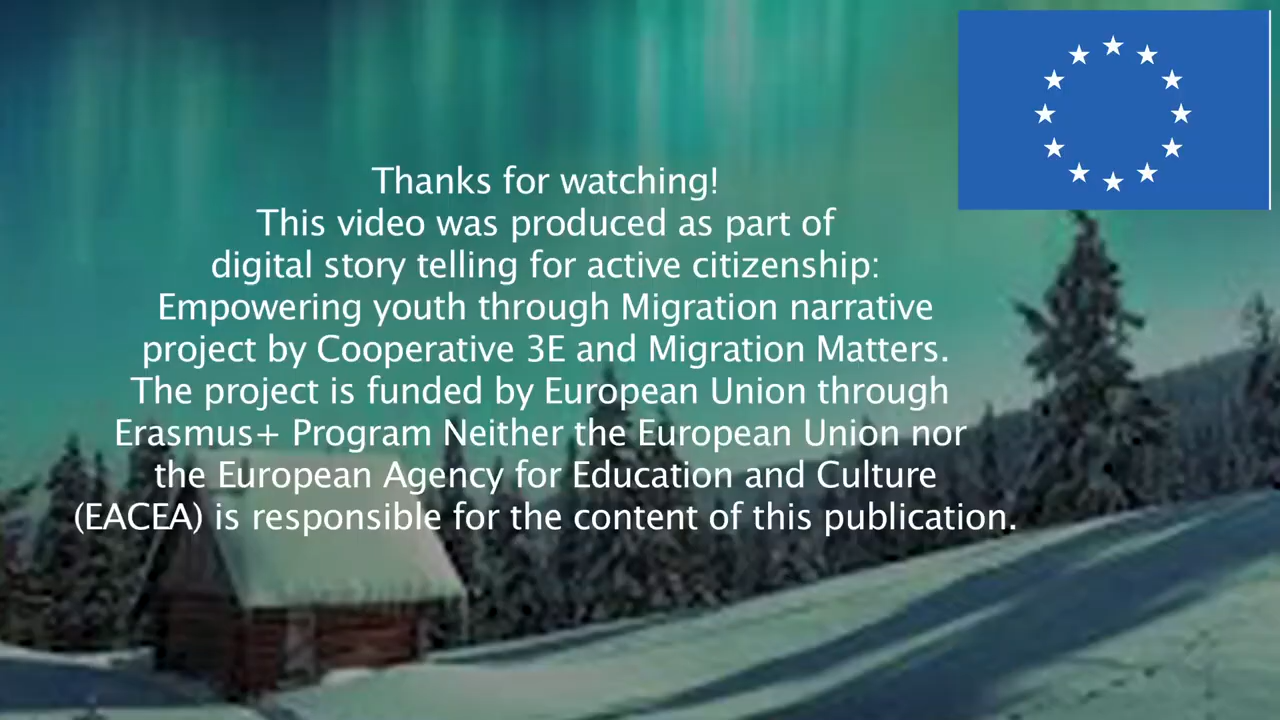 Thanks for watching!
This video was produced as part of
digital story telling for active citizenship:
Empowering youth through Migration narrative
project by Cooperative 3E and Migration Matters.
The project is funded by European Union through
Erasmus+ Program Neither the European Union nor
the European Agency for Education and Culture
(EACEA) is responsible for the content of this publication.